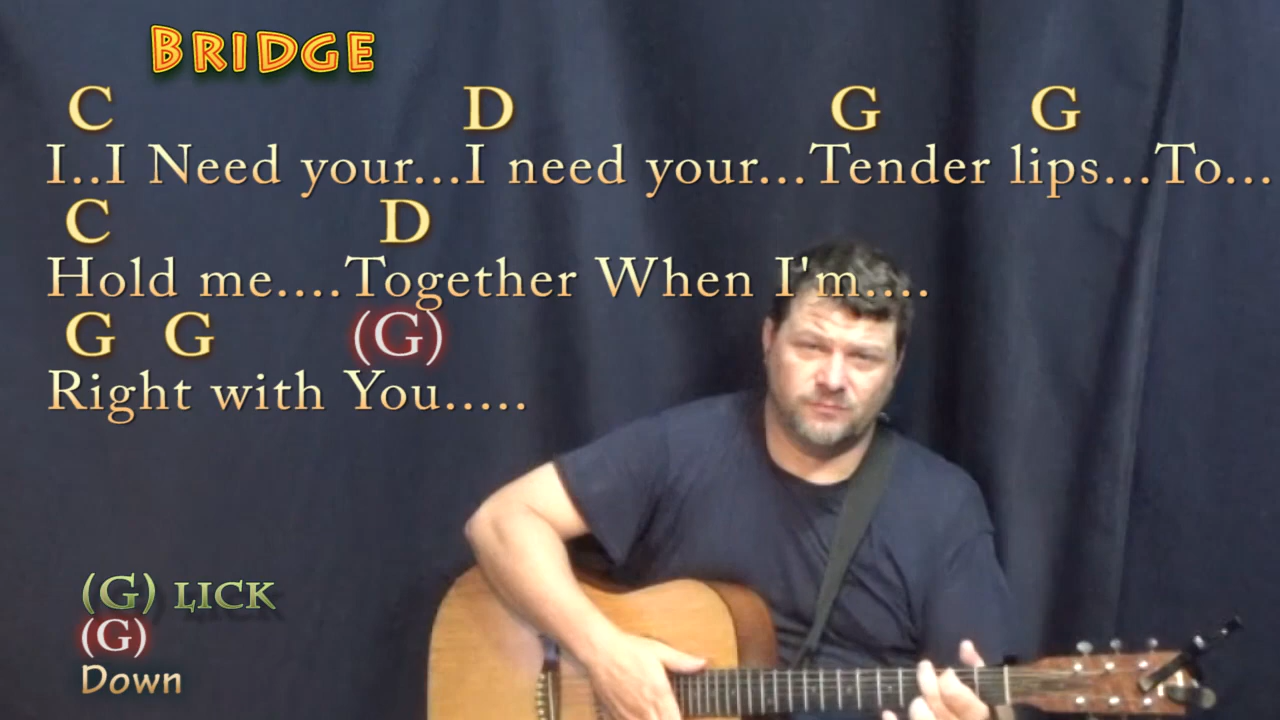 BRIDGE
C D G G
I..I Need your...I need your...Tender lips...To...
C D
Hold me....Together When I'm....
G G (G)
Right with You.....
(G) LICK
(G)
Down